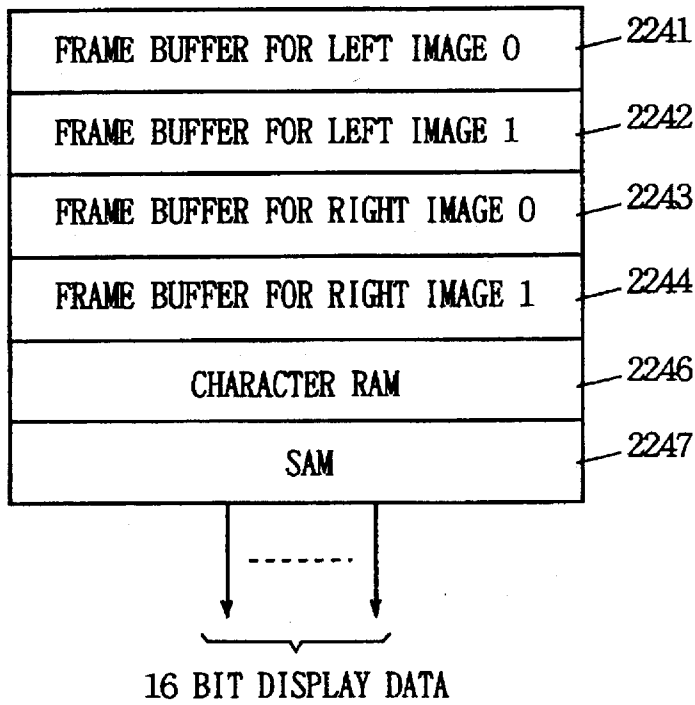 FRAME BUFFER FOR LEFT IMAGE 0 2241
FRAME BUFFER FOR LEFT IMAGE 1 2242
FRAME BUFFER FOR RIGHT IMAGE 0 2243
FRAME BUFFER FOR RIGHT IMAGE 1 2244
CHARACTER RAM 2246
SAM 2247
16 BIT DISPLAY DATA